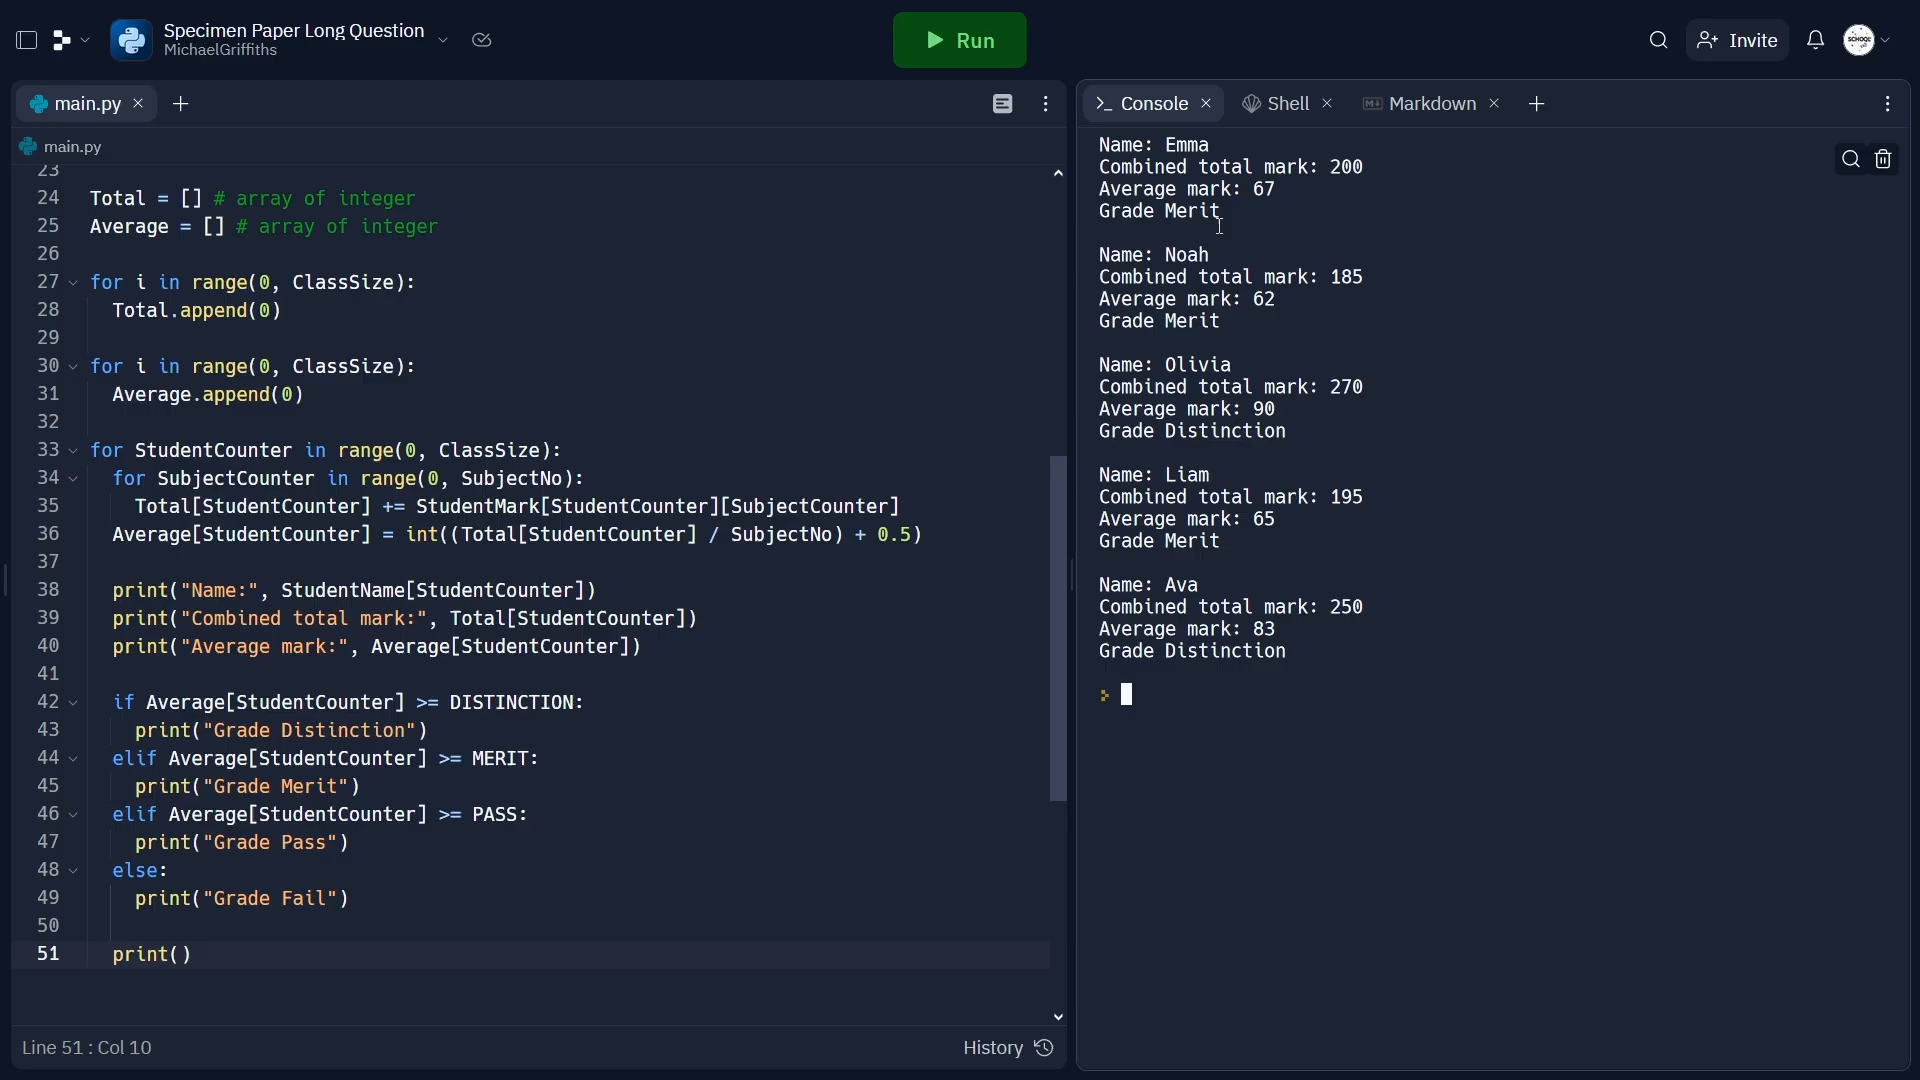 Specimen Paper Long Question
MichaelGriffiths
Run
Invite
SCHOOL
main.py
main.py
23
24 Total = [] # array of integer
25 Average = [] # array of integer
26
27 for i in range(0, ClassSize):
28   Total.append(0)
29
30 for i in range(0, ClassSize):
31   Average.append(0)
32
33 for StudentCounter in range(0, ClassSize):
34   for SubjectCounter in range(0, SubjectNo):
35     Total[StudentCounter] += StudentMark[StudentCounter][SubjectCounter]
36   Average[StudentCounter] = int((Total[StudentCounter] / SubjectNo) + 0.5)
37
38   print("Name:", StudentName[StudentCounter])
39   print("Combined total mark:", Total[StudentCounter])
40   print("Average mark:", Average[StudentCounter])
41
42   if Average[StudentCounter] >= DISTINCTION:
43     print("Grade Distinction")
44   elif Average[StudentCounter] >= MERIT:
45     print("Grade Merit")
46   elif Average[StudentCounter] >= PASS:
47     print("Grade Pass")
48   else:
49     print("Grade Fail")
50
51   print()
Line 51 : Col 10
History
Console
Shell
Markdown
Name: Emma
Combined total mark: 200
Average mark: 67
Grade Merit
Name: Noah
Combined total mark: 185
Average mark: 62
Grade Merit
Name: Olivia
Combined total mark: 270
Average mark: 90
Grade Distinction
Name: Liam
Combined total mark: 195
Average mark: 65
Grade Merit
Name: Ava
Combined total mark: 250
Average mark: 83
Grade Distinction